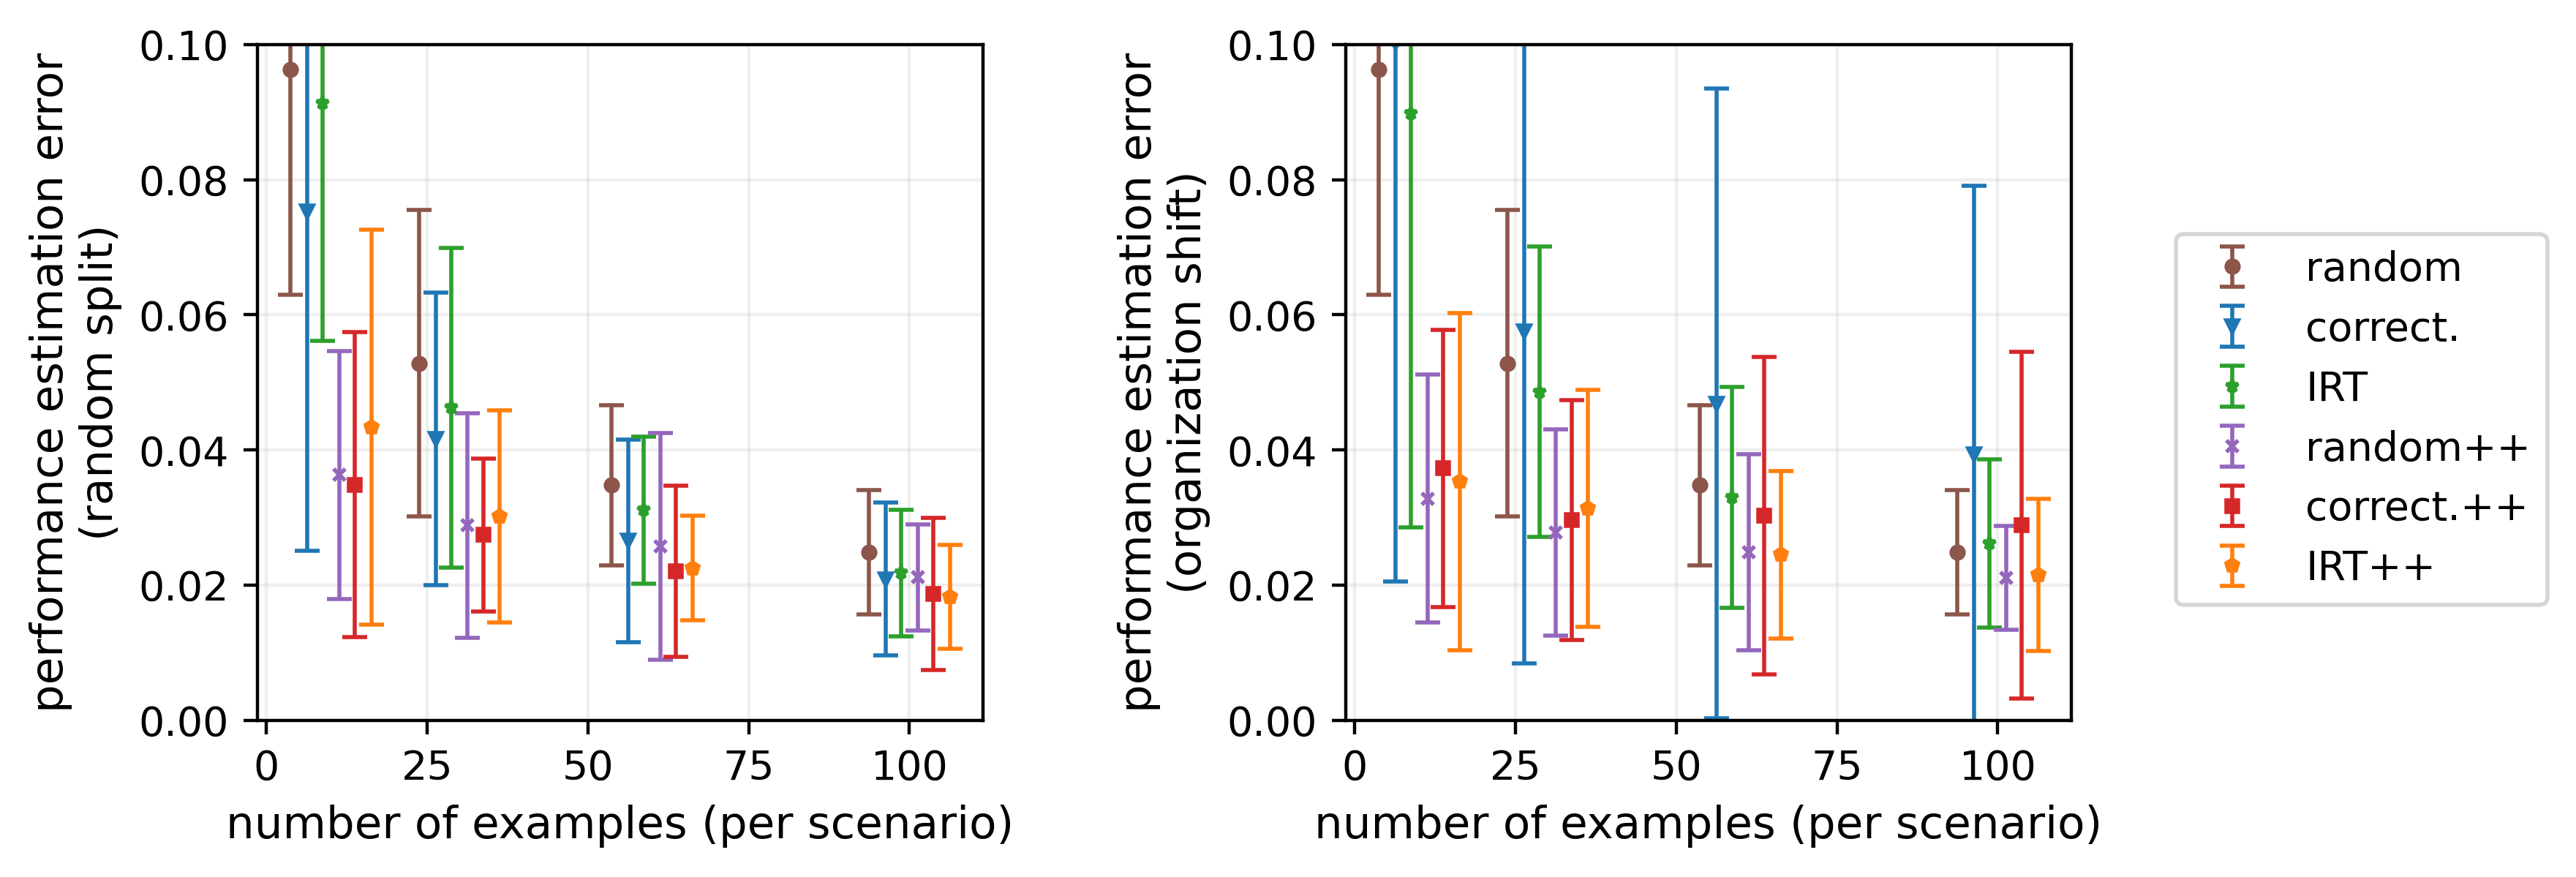 performance estimation error
(random split)
0.10
0.08
0.06
0.04
0.02
0.00
0 25 50 75 100
number of examples (per scenario)
performance estimation error
(organization shift)
0.10
0.08
0.06
0.04
0.02
0.00
0 25 50 75 100
number of examples (per scenario)
random
correct.
IRT
random++
correct.++
IRT++